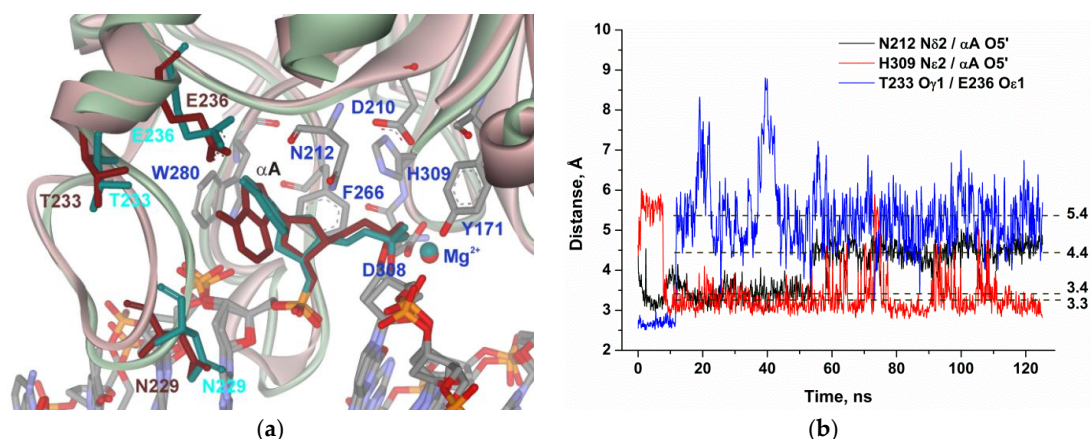 E236
E236
D210
W280
N212
αA
H309
T233
T233
F266
Y171
D308
Mg2+
N229
N229
(a)
N212 Nδ2 / αA O5'
H309 Nε2 / αA O5'
T233 Oγ1 / E236 Oε1
Distanse, Å
10
9
8
7
6
5
4
3
2
5.4
4.4
3.4
3.3
0 20 40 60 80 100 120
Time, ns
(b)